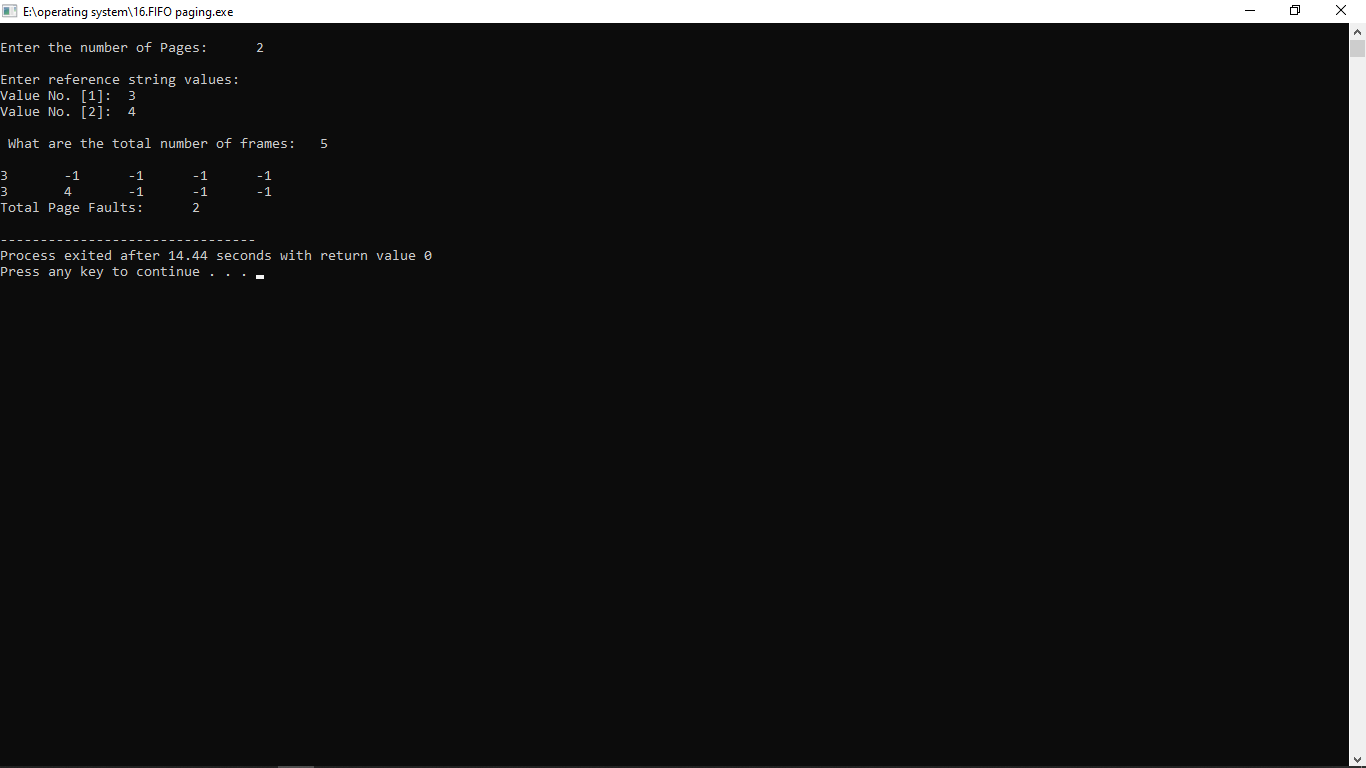 E:\operating system\16.FIFO paging.exe
Enter the number of Pages:      2
Enter reference string values:
Value No. [1]:  3
Value No. [2]:  4
 What are the total number of frames:   5
3       -1      -1      -1      -1
3       4       -1      -1      -1
Total Page Faults:      2
--------------------------------
Process exited after 14.44 seconds with return value 0
Press any key to continue . . .